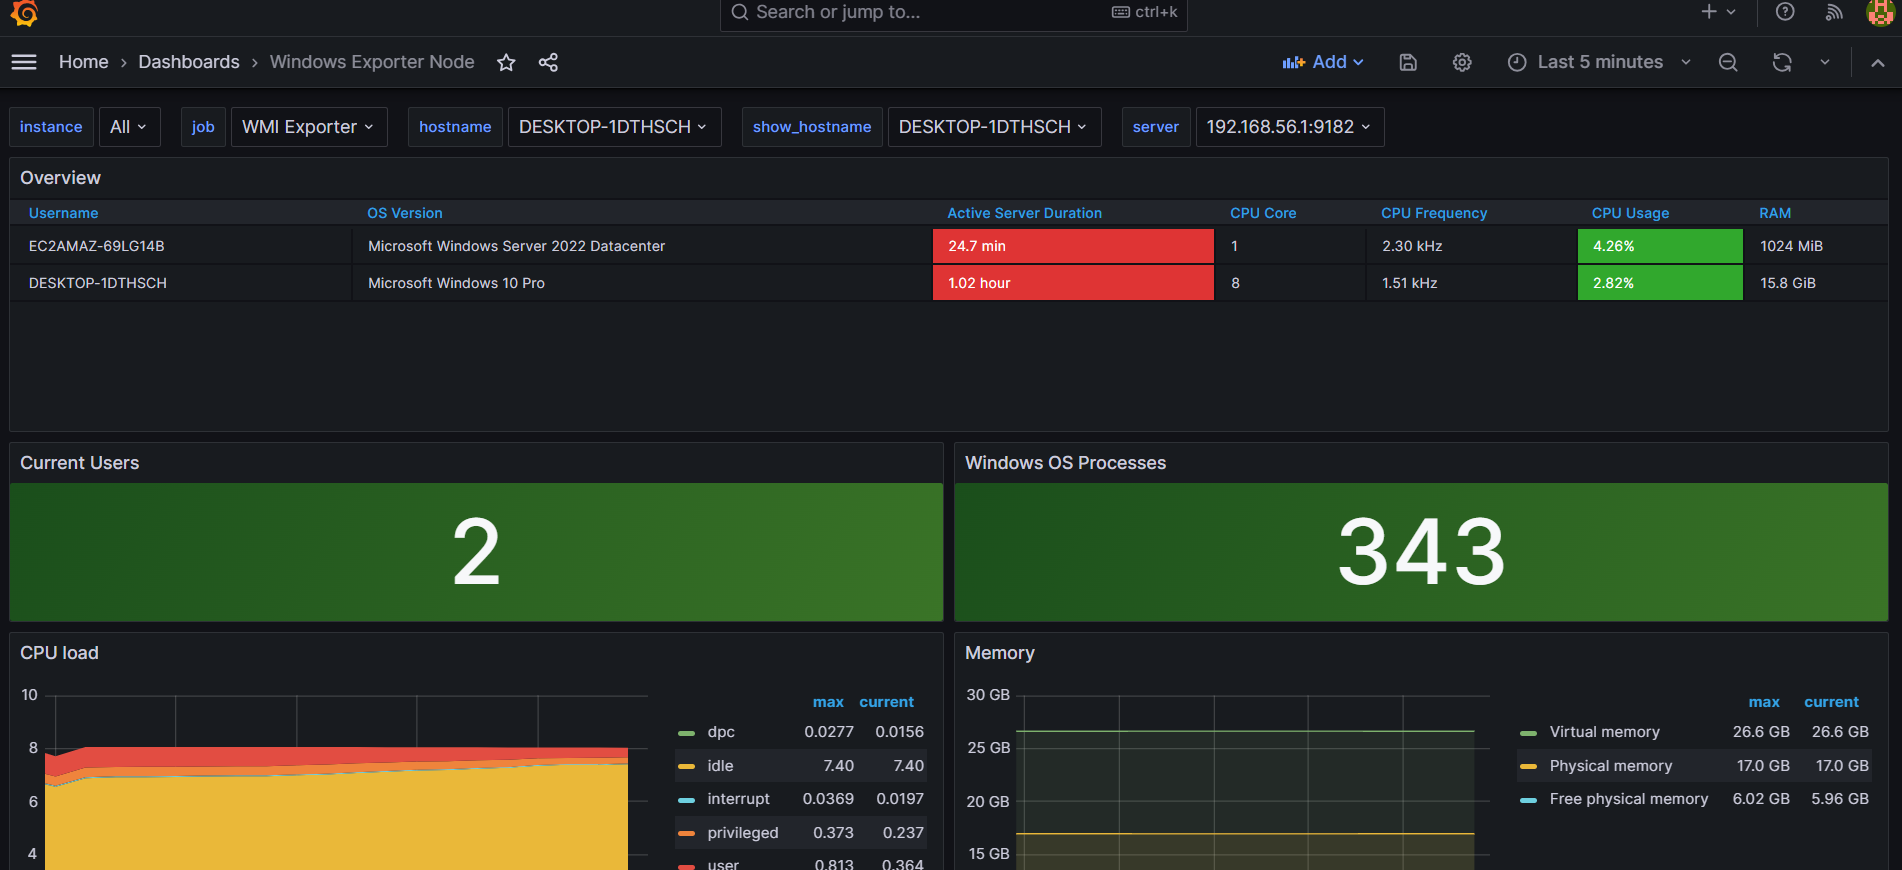 Search or jump to... ctrl+k
Home › Dashboards › Windows Exporter Node Add Last 5 minutes
instance All job WMI Exporter hostname DESKTOP-1DTHSCH show_hostname DESKTOP-1DTHSCH server 192.168.56.1:9182
Overview
Username OS Version Active Server Duration CPU Core CPU Frequency CPU Usage RAM
EC2AMAZ-69LG14B Microsoft Windows Server 2022 Datacenter 24.7 min 1 2.30 kHz 4.26% 1024 MiB
DESKTOP-1DTHSCH Microsoft Windows 10 Pro 1.02 hour 8 1.51 kHz 2.82% 15.8 GiB
Current Users
2
Windows OS Processes
343
CPU load
10
8
6
4
max current
dpc 0.0277 0.0156
idle 7.40 7.40
interrupt 0.0369 0.0197
privileged 0.373 0.237
user 0.813 0.364
Memory
30 GB
25 GB
20 GB
15 GB
max current
Virtual memory 26.6 GB 26.6 GB
Physical memory 17.0 GB 17.0 GB
Free physical memory 6.02 GB 5.96 GB